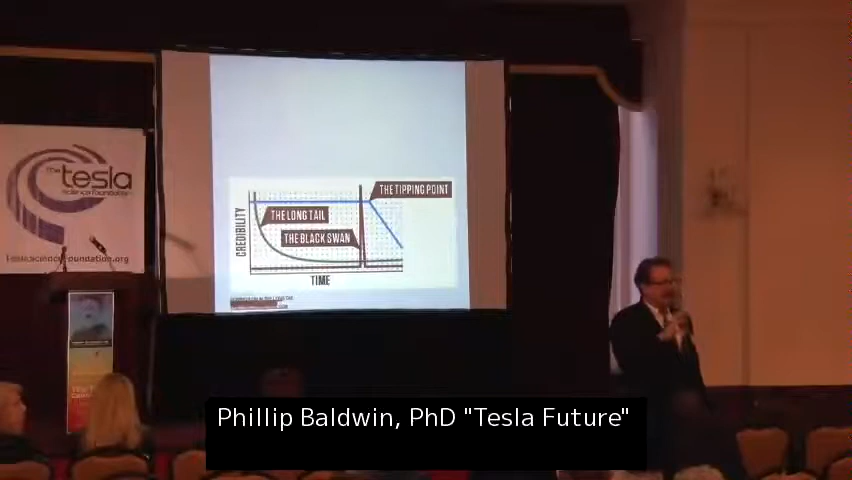 the
tesla
science foundation
TeslaScienceFoundation.org
THE TIPPING POINT
THE LONG TAIL
THE BLACK SWAN
CREDIBILITY
TIME
Phillip Baldwin, PhD "Tesla Future"